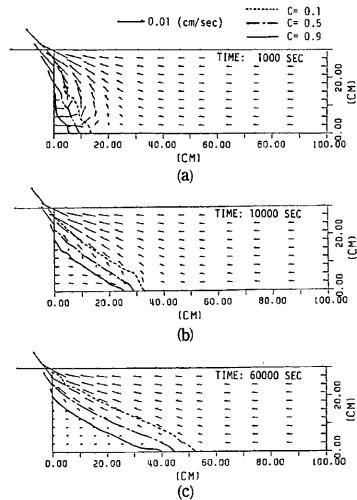 0.01 (cm/sec)
C= 0.1
C= 0.5
C= 0.9
TIME: 1000 SEC
0.00 20.00 40.00 60.00 80.00 100.00
(CM)
0.00 20.00
(CM)
(a)
TIME: 10000 SEC
0.00 20.00 40.00 60.00 80.00 100.00
(CM)
0.00 20.00
(CM)
(b)
TIME: 60000 SEC
0.00 20.00 40.00 60.00 80.00 100.00
(CM)
0.00 20.00
(CM)
(c)